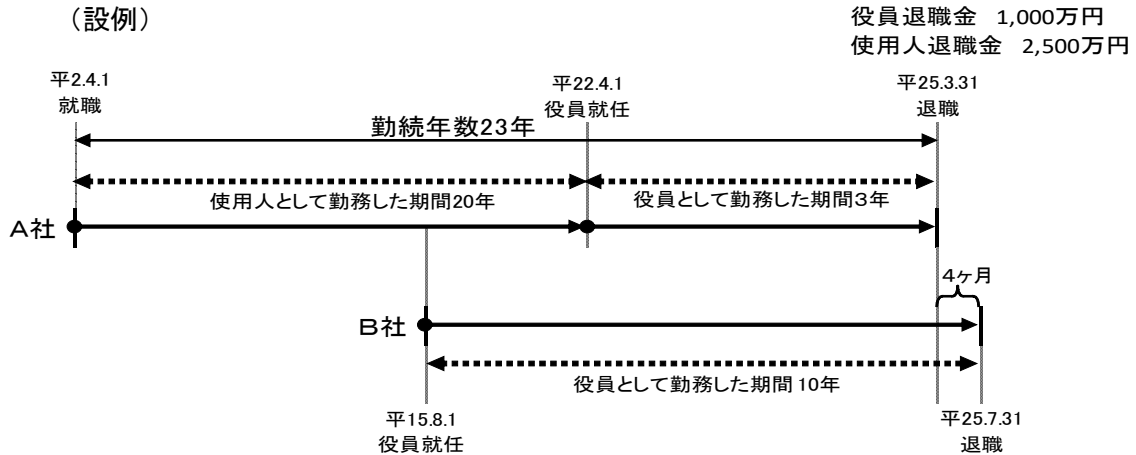 （設例）
役員退職金 1,000万円
使用人退職金 2,500万円
平2.4.1
就職
平22.4.1
役員就任
平25.3.31
退職
勤続年数23年
使用人として勤務した期間20年
役員として勤務した期間３年
Ａ社
4ヶ月
Ｂ社
役員として勤務した期間10年
平15.8.1
役員就任
平25.7.31
退職